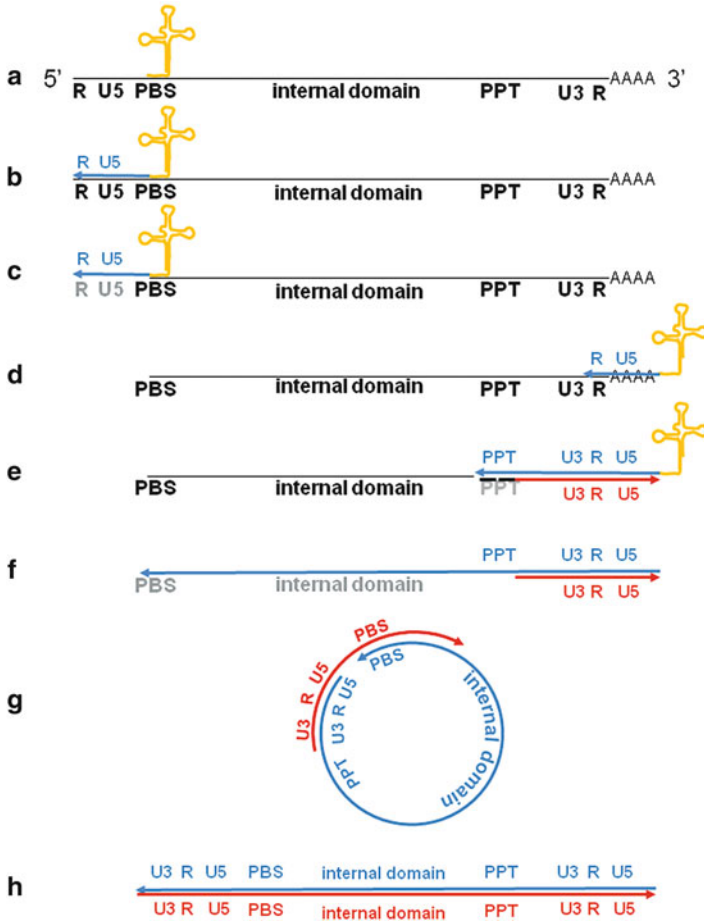 a 5' AAAA 3'
R U5 PBS internal domain PPT U3 R
R U5
b AAAA
R U5 PBS internal domain PPT U3 R
R U5
c AAAA
R U5 PBS internal domain PPT U3 R
R U5
d AAAA
PBS internal domain PPT U3 R
PPT U3 R U5
e
PBS internal domain PPT U3 R U5
PPT U3 R U5
f
PBS internal domain U3 R U5
g
U3 R U5 PBS
PPT U3 R U5 PBS internal domain
U3 R U5 PBS internal domain PPT U3 R U5
h
U3 R U5 PBS internal domain PPT U3 R U5